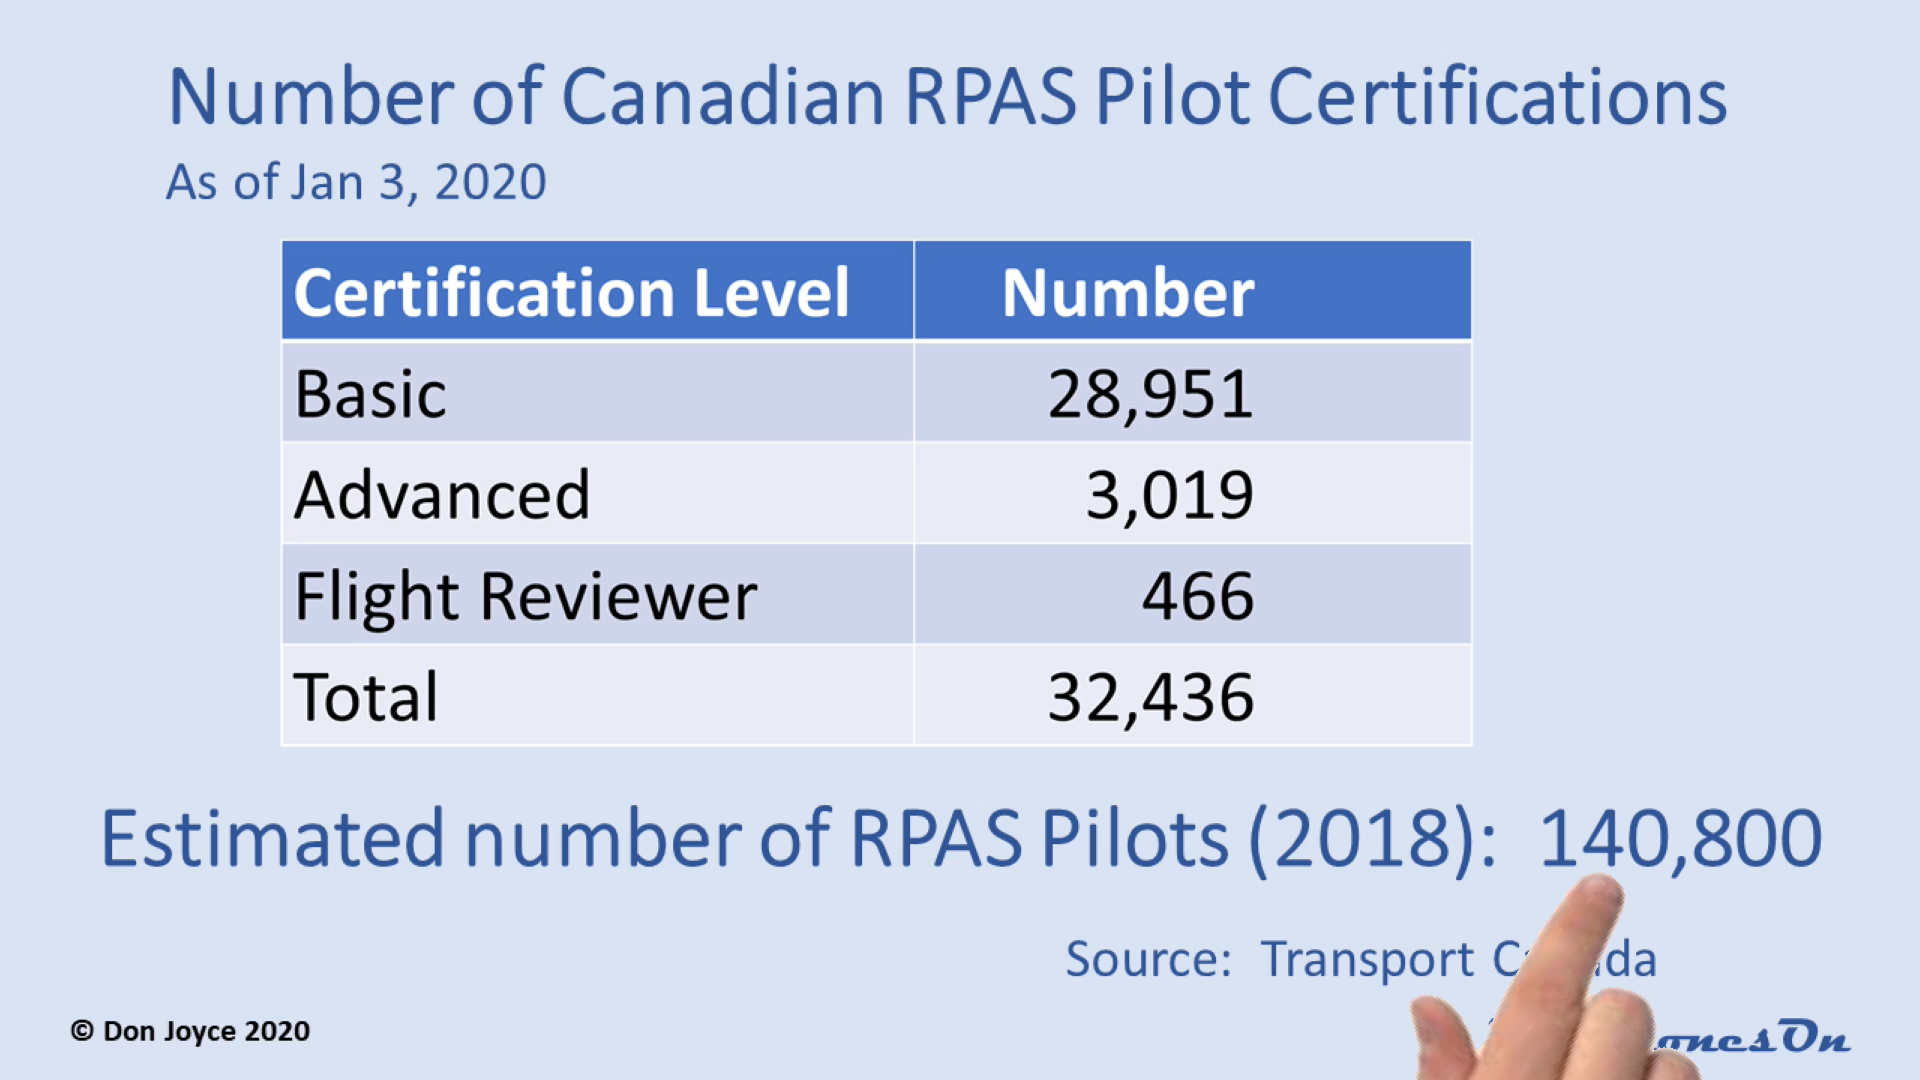 Number of Canadian RPAS Pilot Certifications
As of Jan 3, 2020
Certification Level Number
Basic 28,951
Advanced 3,019
Flight Reviewer 466
Total 32,436
Estimated number of RPAS Pilots (2018): 140,800
Source: Transport
© Don Joyce 2020
On